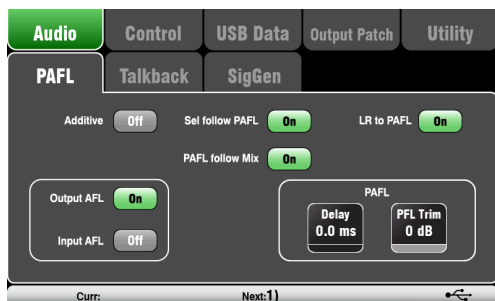 Audio Control USB Data Output Patch Utility
PAFL Talkback SigGen
Additive Off Sel follow PAFL On LR to PAFL On
PAFL follow Mix On
Output AFL On
Input AFL Off
PAFL
Delay
0.0 ms
PFL Trim
0 dB
Curr: Next:1)